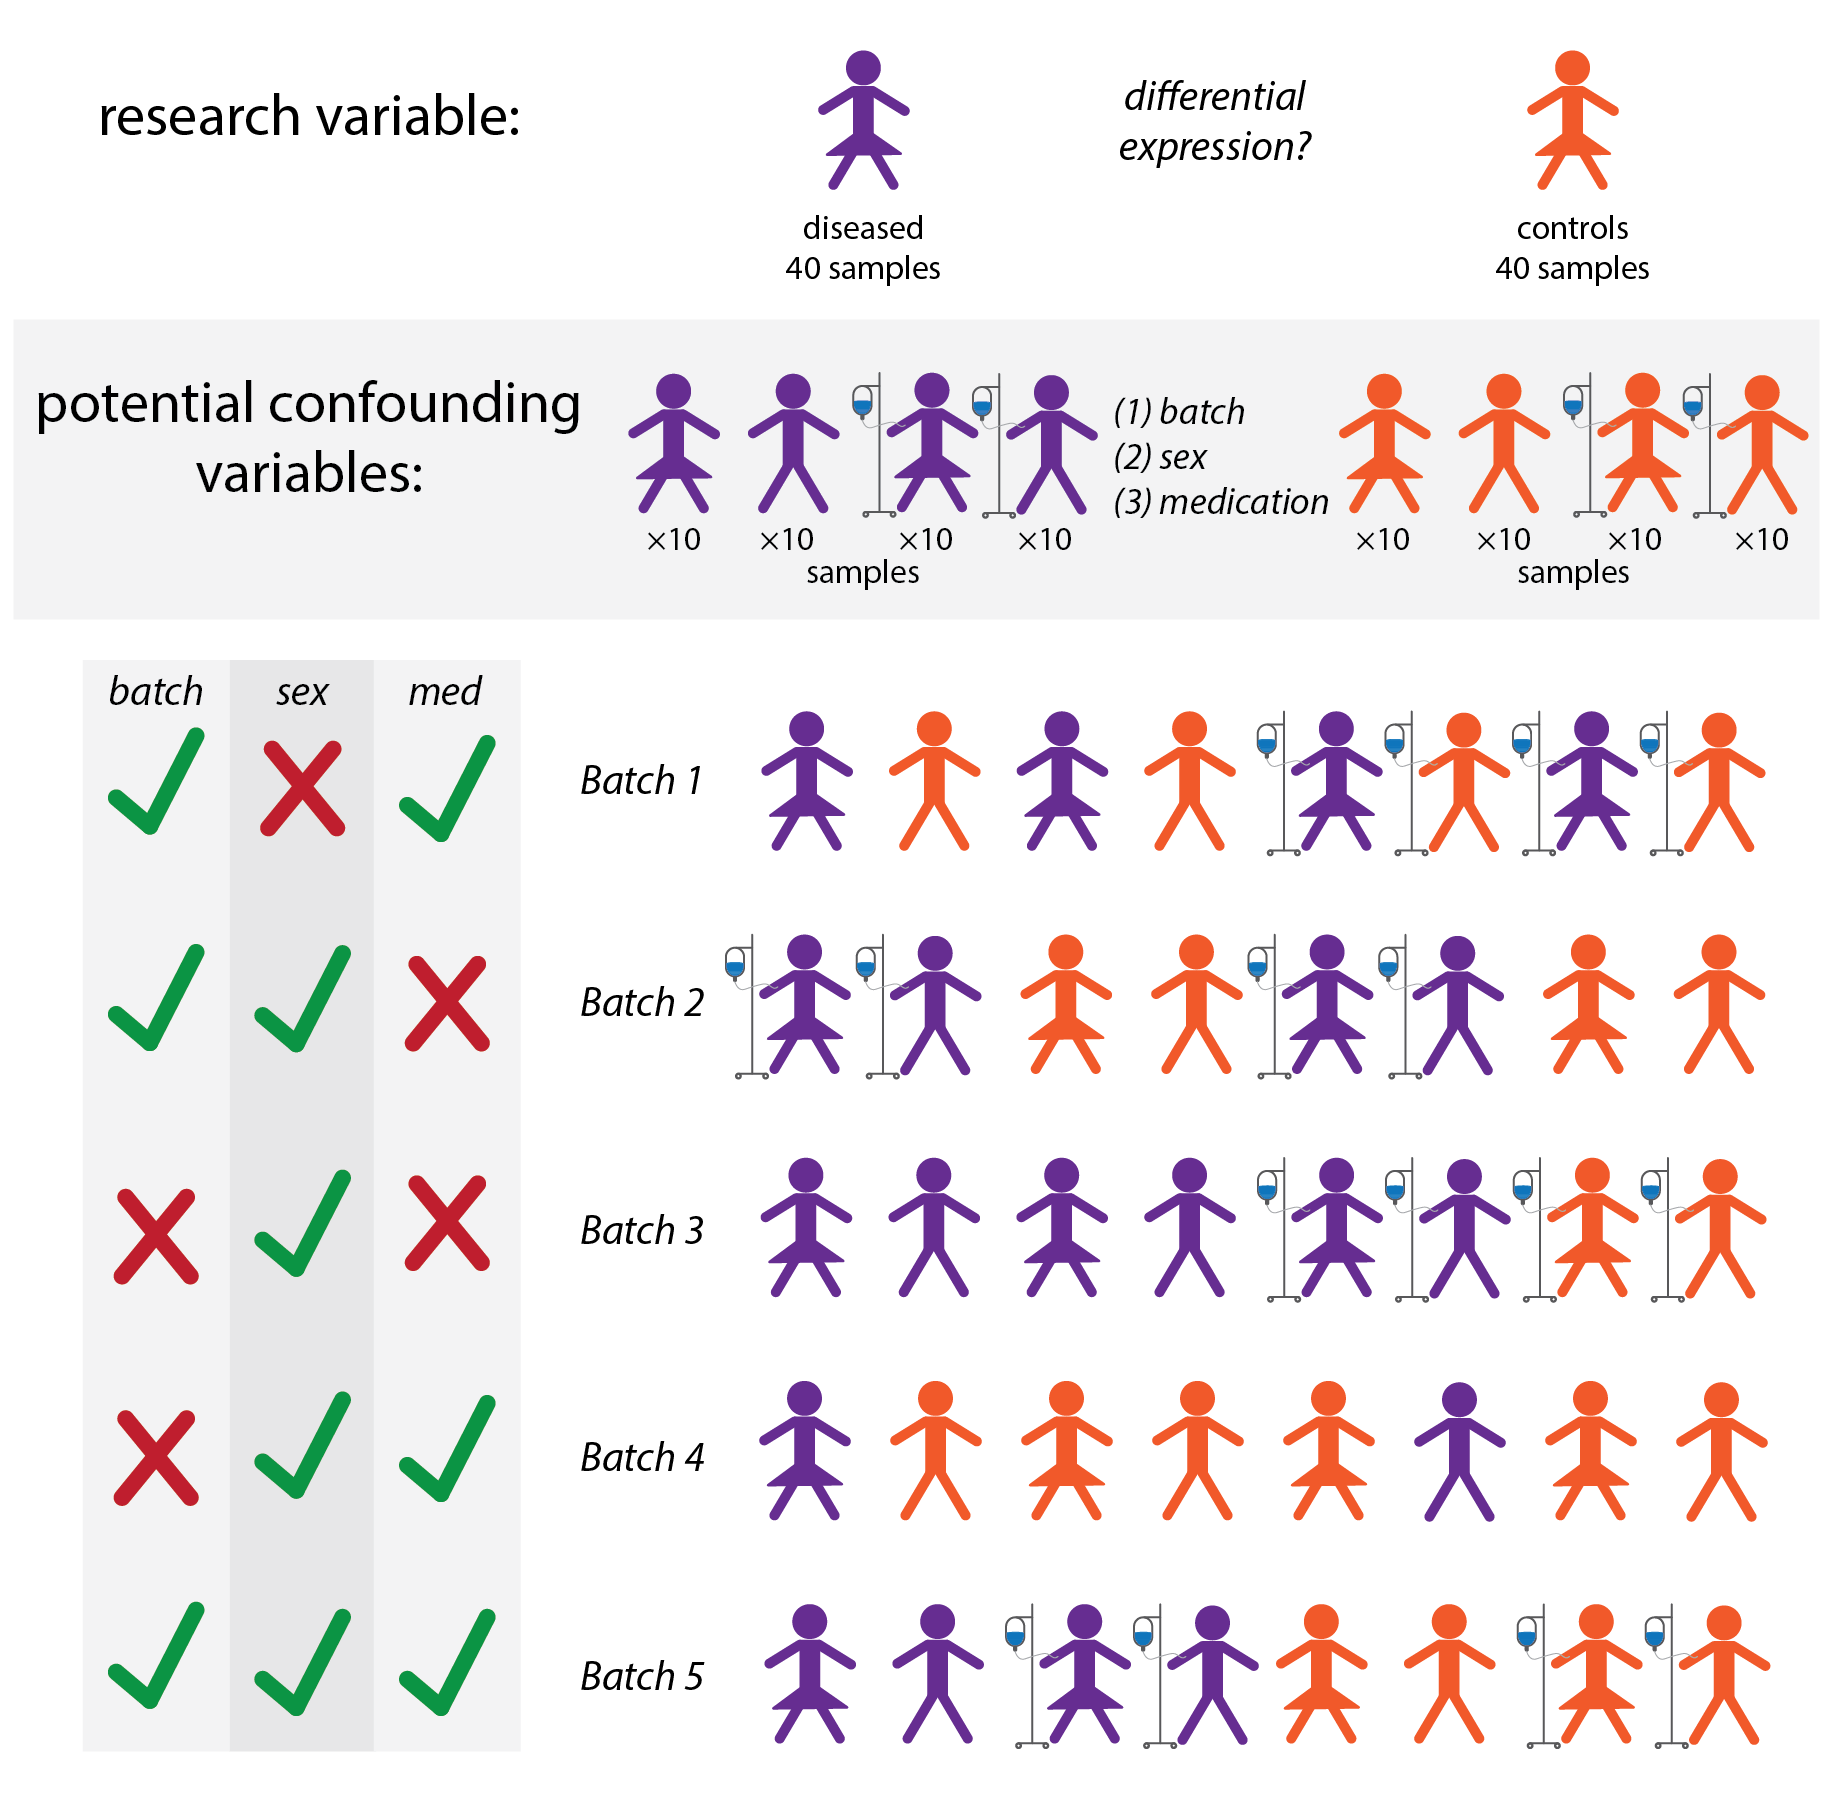 research variable:
differential
expression?
diseased
40 samples
controls
40 samples
potential confounding
variables:
(1) batch
(2) sex
(3) medication
×10 ×10 ×10 ×10
samples
×10 ×10 ×10 ×10
samples
batch sex med
Batch 1
Batch 2
Batch 3
Batch 4
Batch 5